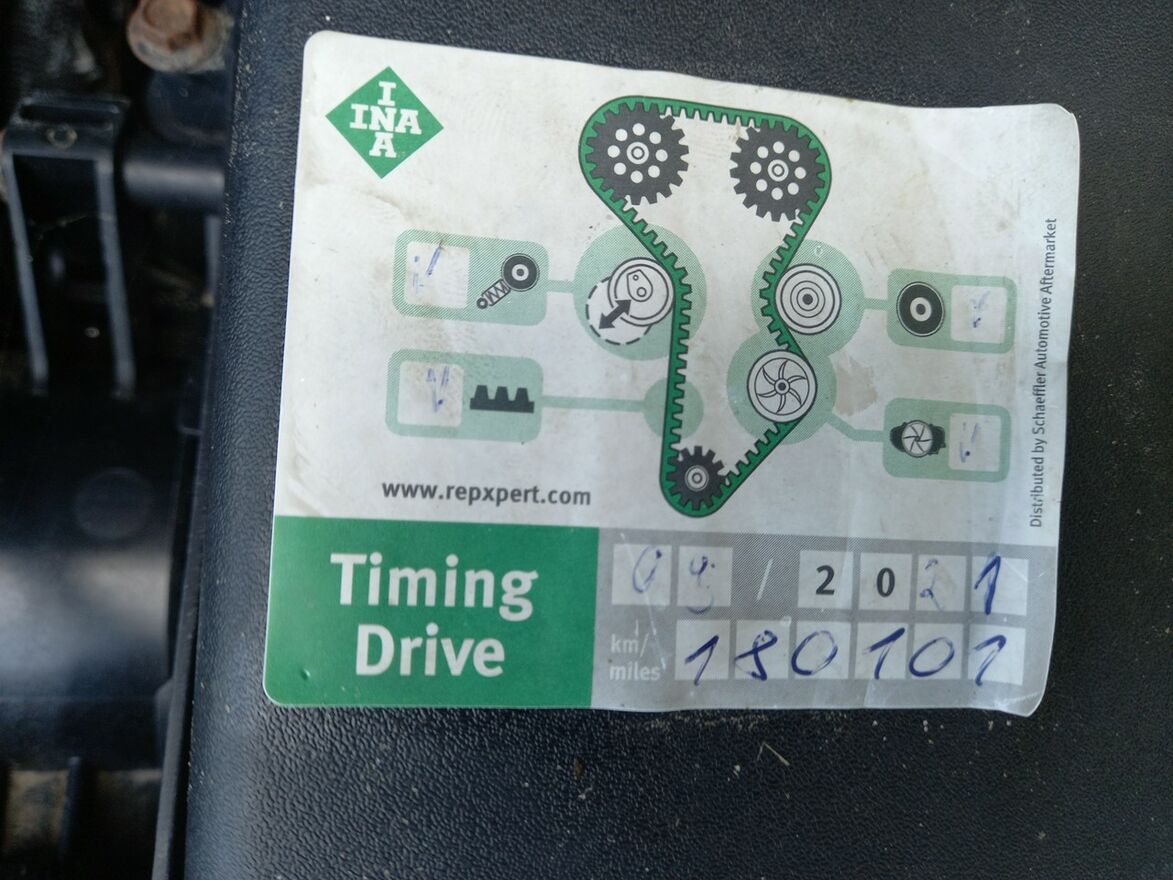 INA
www.repxpert.com
Distributed by Schaeffler Automotive Aftermarket
Timing
Drive
09 / 2021
km/
miles
180101